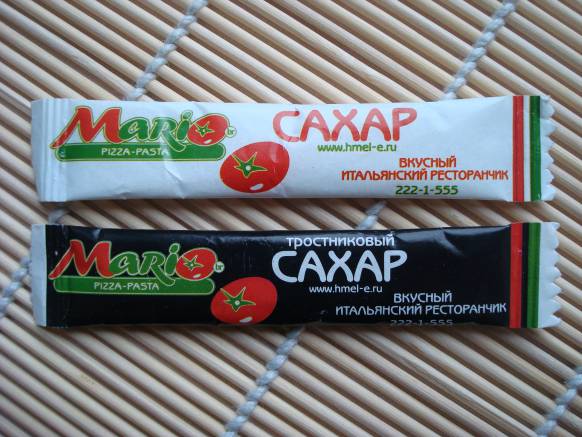 Mario
PIZZA-PASTA
САХАР
www.hmel-e.ru
ВКУСНЫЙ
ИТАЛЬЯНСКИЙ РЕСТОРАНЧИК
222-1-555
Mario
PIZZA-PASTA
тростниковый
САХАР
www.hmel-e.ru
ВКУСНЫЙ
ИТАЛЬЯНСКИЙ РЕСТОРАНЧИК
222-1-555